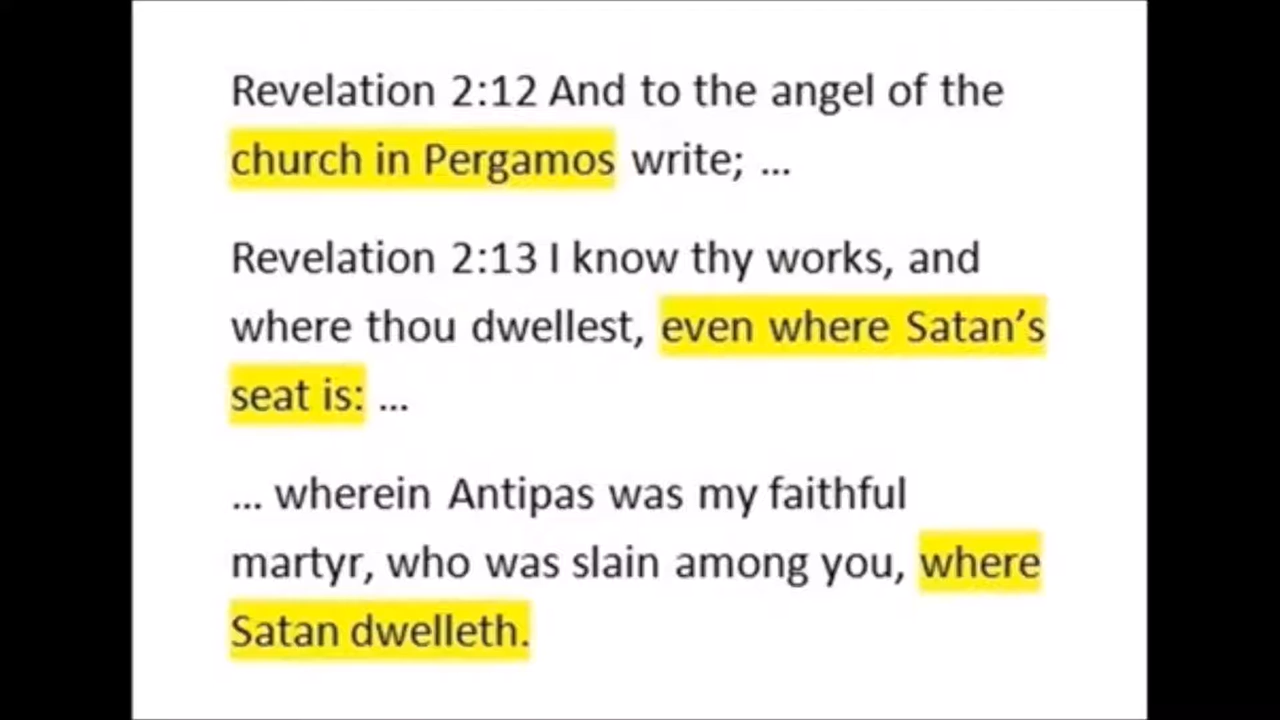 Revelation 2:12 And to the angel of the
church in Pergamos write; ...
Revelation 2:13 I know thy works, and
where thou dwellest, even where Satan’s
seat is: ...
... wherein Antipas was my faithful
martyr, who was slain among you, where
Satan dwelleth.